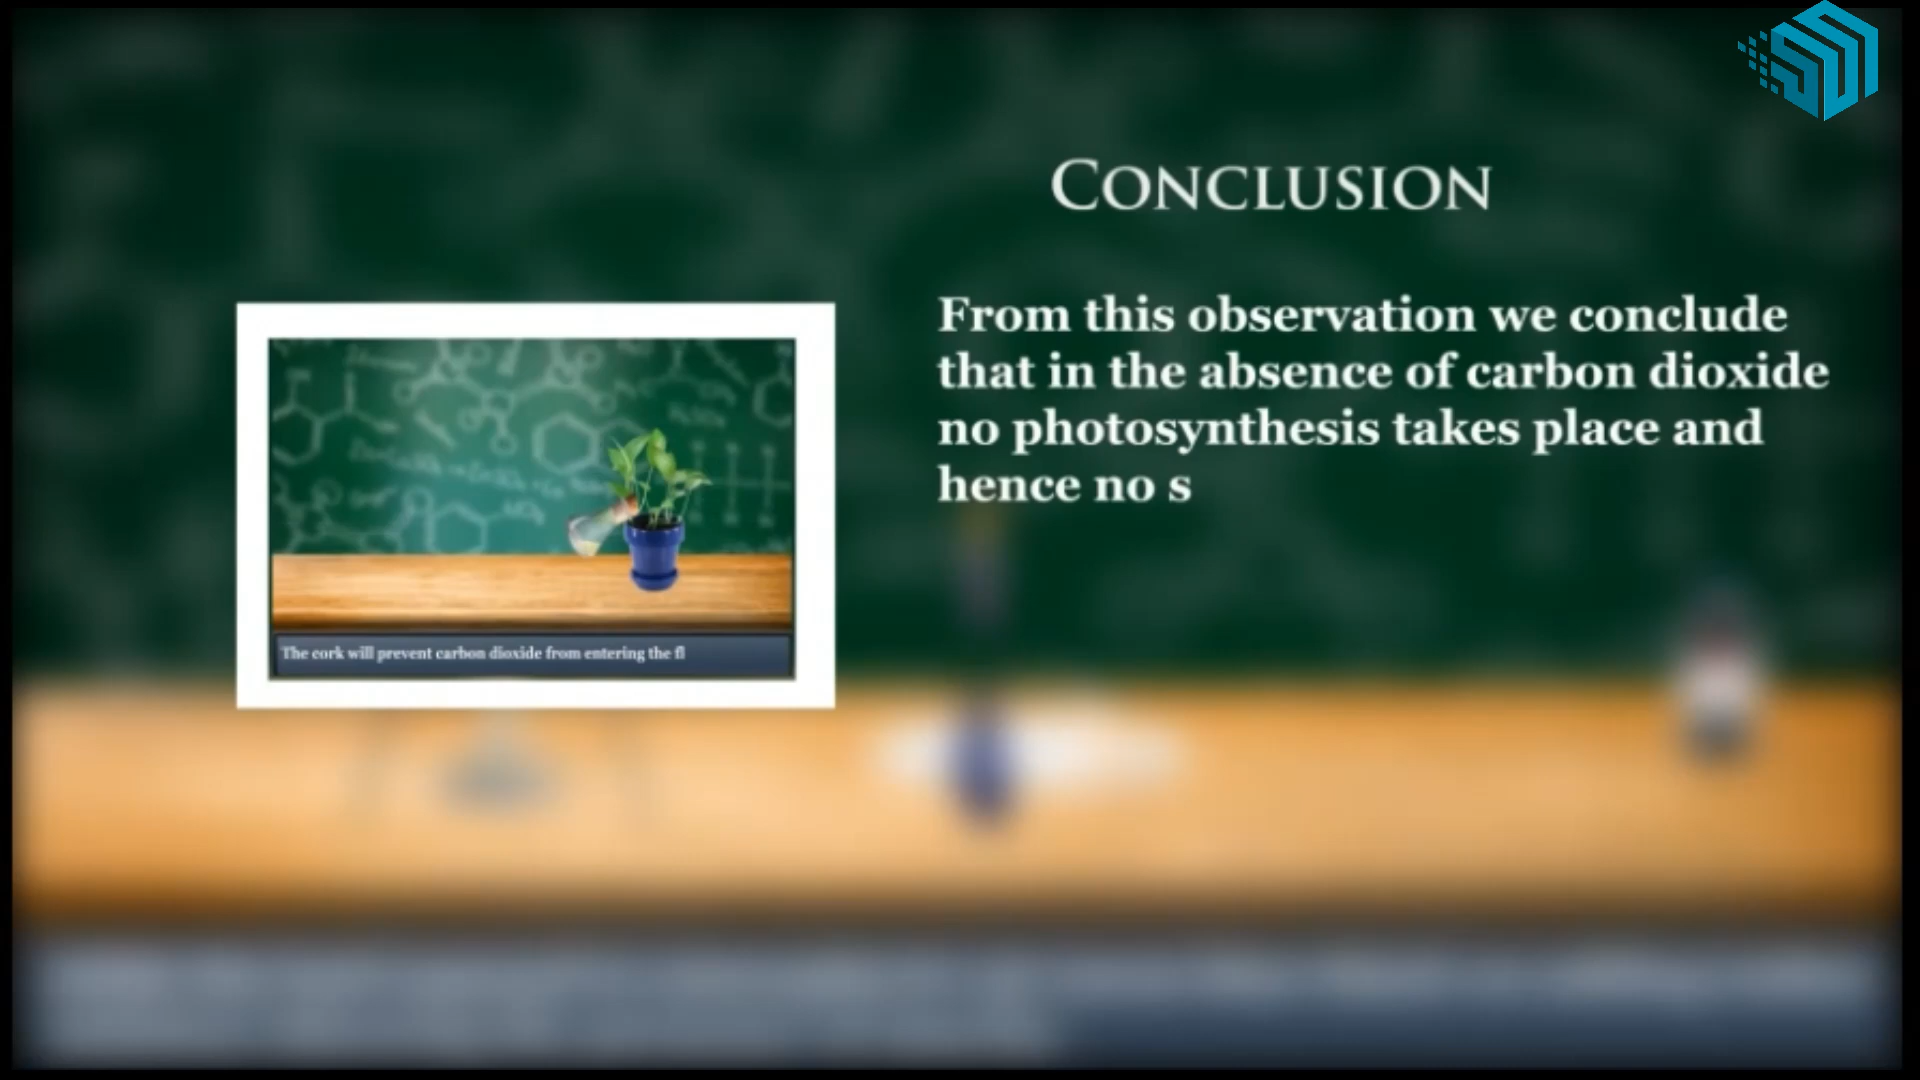 CONCLUSION
From this observation we conclude
that in the absence of carbon dioxide
no photosynthesis takes place and
hence no s
The cork will prevent carbon dioxide from entering the fl